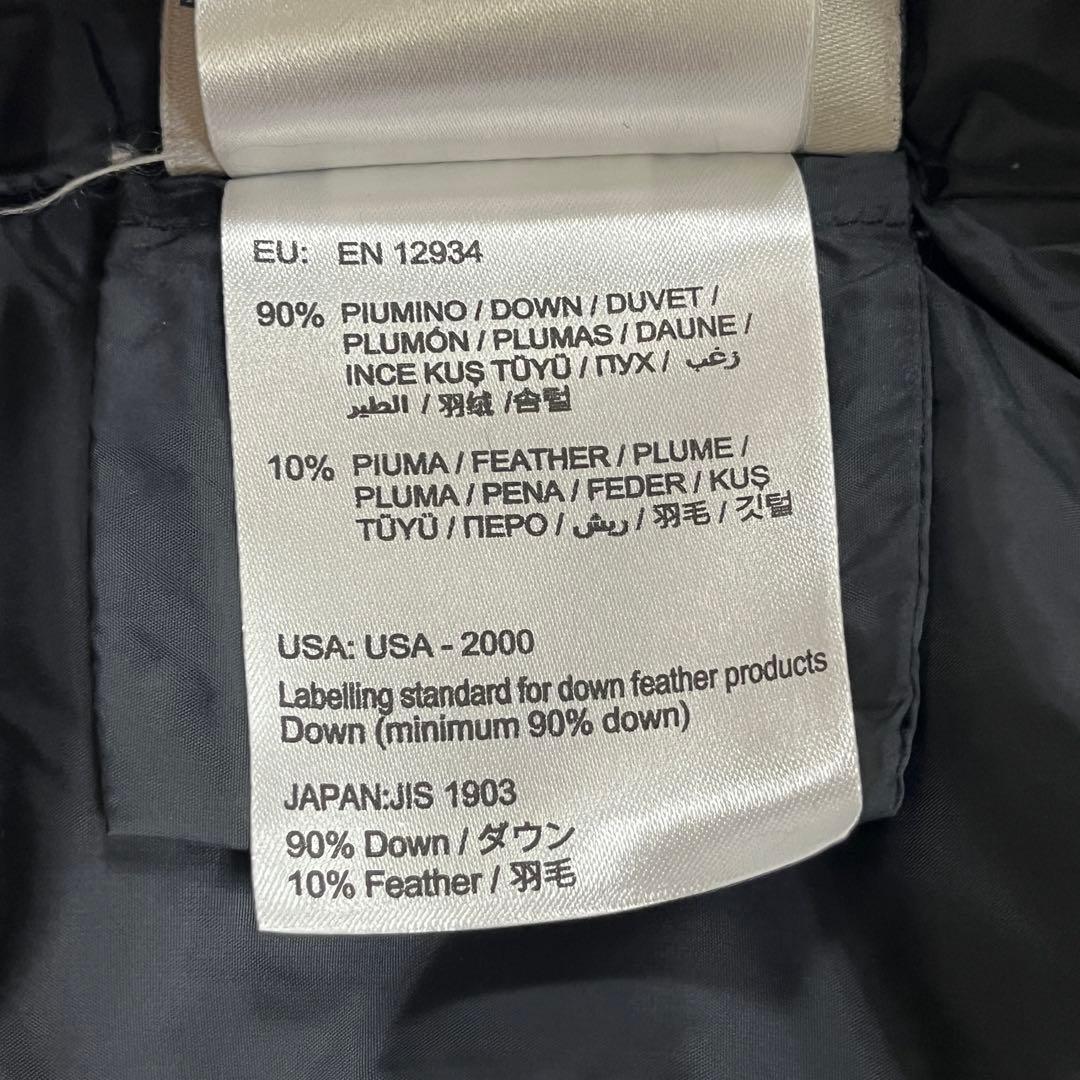 EU: EN 12934
90% PIUMINO / DOWN / DUVET /
PLUMÓN / PLUMAS / DAUNE /
INCE KUŞ TÜYÜ / ПУХ / زغب
الطير / 羽绒 /솜털
10% PIUMA / FEATHER / PLUME /
PLUMA / PENA / FEDER / KUŞ
TÜYÜ / ПЕРО / ريش / 羽毛 / 깃털
USA: USA - 2000
Labelling standard for down feather products
Down (minimum 90% down)
JAPAN:JIS 1903
90% Down / ダウン
10% Feather / 羽毛